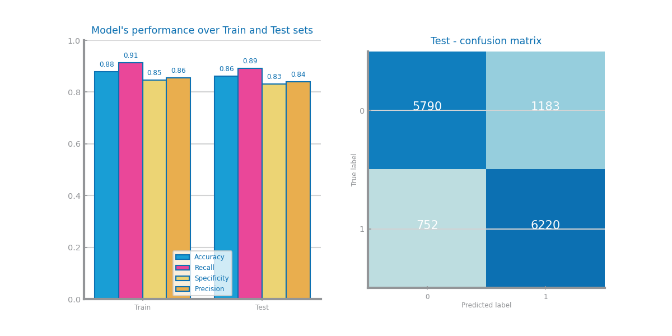 Model's performance over Train and Test sets
1.0
0.8
0.6
0.4
0.2
0.0
0.88
0.91
0.85
0.86
0.86
0.89
0.83
0.84
Accuracy
Recall
Specificity
Precision
Train
Test
Test - confusion matrix
True label
0
1
5790
1183
752
6220
0
1
Predicted label